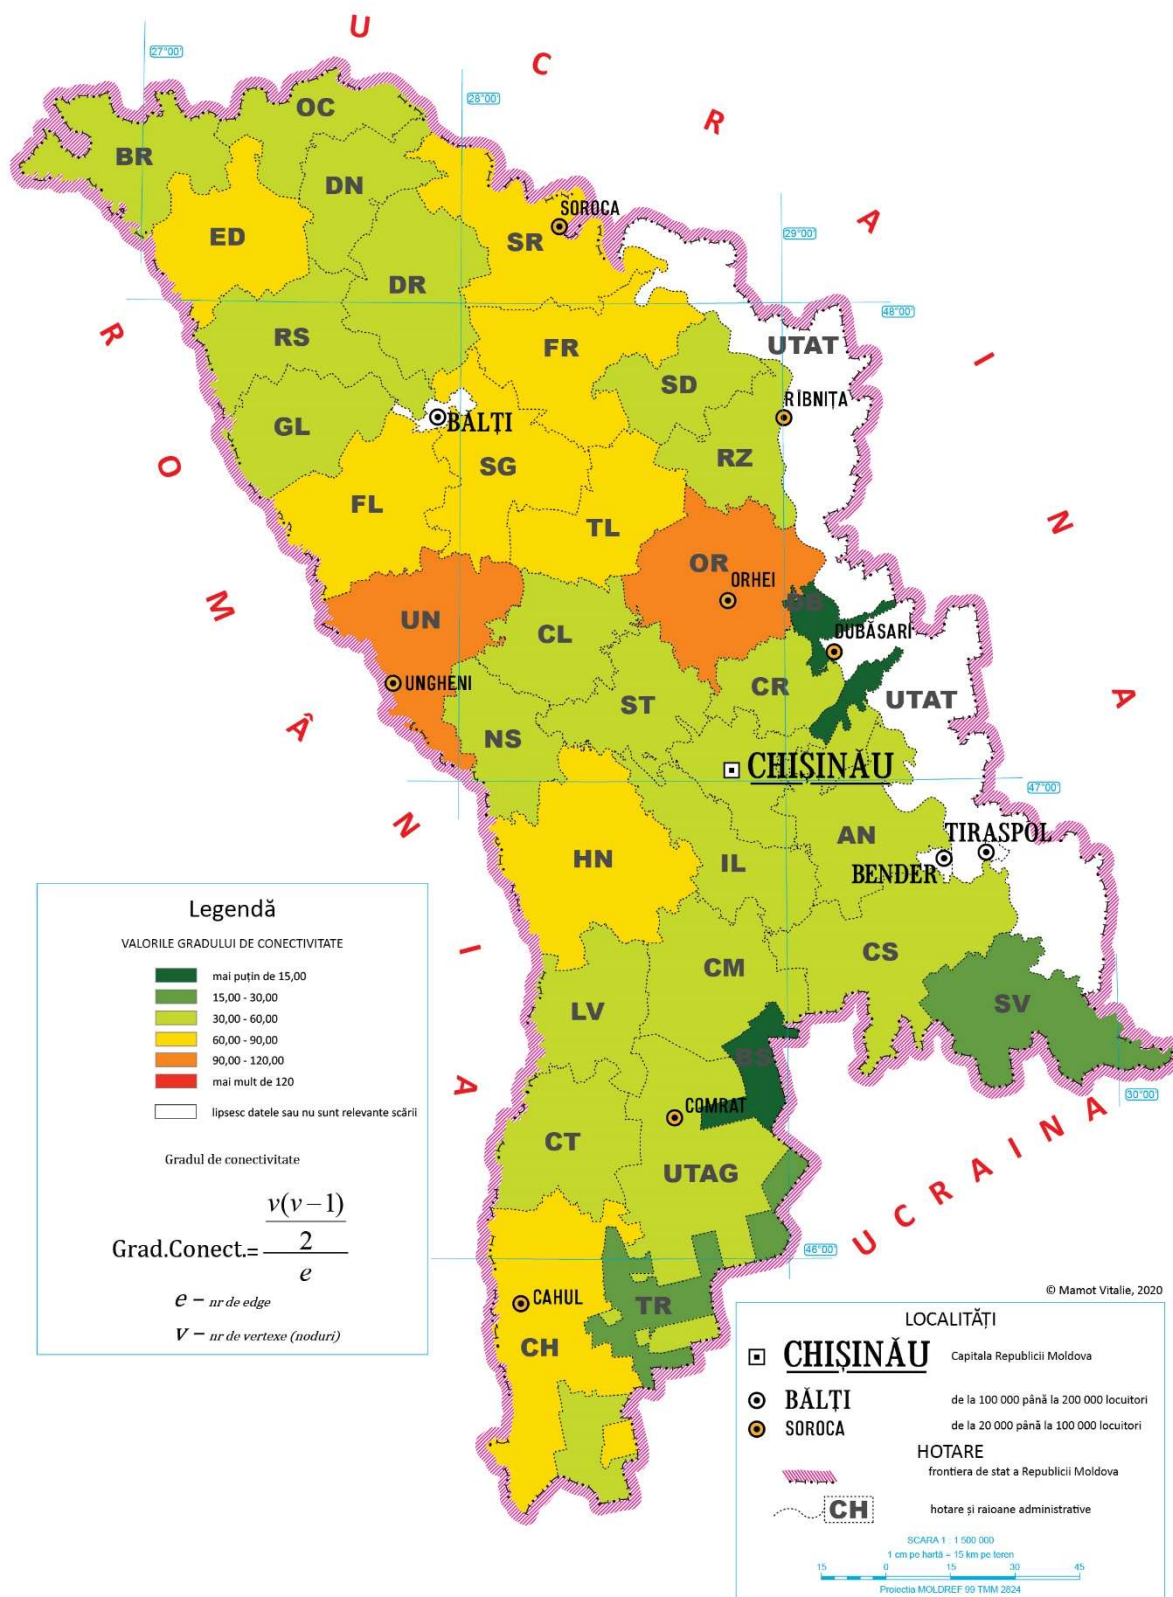 U C R A I N A
27°00'
28°00'
OC
BR
DN
SOROCA
ED
SR
29°00'
DR
48°00'
R O M Â N I A
RS
FR
UTAT
SD
RÎBNIȚA
GL
BĂLȚI
SG
RZ
FL
TL
OR
ORHEI
DB
UN
CL
DUBĂSARI
UNGHENI
CR
UTAT
ST
NS
CHIȘINĂU
47°00'
AN
TIRASPOL
HN
IL
BENDER
CM
CS
LV
SV
BS
30°00'
COMRAT
CT
UTAG
UCRAINA
46°00'
CAHUL
TR
CH
Legendă
VALORILE GRADULUI DE CONECTIVITATE
mai puțin de 15,00
15,00 - 30,00
30,00 - 60,00
60,00 - 90,00
90,00 - 120,00
mai mult de 120
lipsesc datele sau nu sunt relevante scării
Gradul de conectivitate
Grad.Conect.= v(v−1) / 2 / e
e – nr de edge
V – nr de vertexe (noduri)
© Mamot Vitalie, 2020
LOCALITĂȚI
CHIȘINĂU Capitala Republicii Moldova
BĂLȚI de la 100 000 până la 200 000 locuitori
SOROCA de la 20 000 până la 100 000 locuitori
HOTARE
frontiera de stat a Republicii Moldova
CH hotare și raioane administrative
SCARA 1 : 1 500 000
1 cm pe hartă = 15 km pe teren
15 0 15 30 45
Proiectia MOLDREF 99 TMM 2824